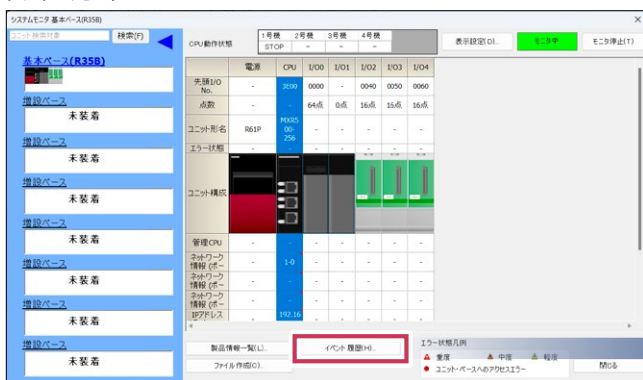 システムモニタ 基本ベース(R35B)
ユニット検索対象 検索(F)
基本ベース(R35B)
増設ベース
未装着
増設ベース
未装着
増設ベース
未装着
増設ベース
未装着
増設ベース
未装着
増設ベース
未装着
増設ベース
未装着
CPU動作状態 1号機 2号機 3号機 4号機
STOP - - -
表示設定(D)... モニタ中 モニタ停止(T)
電源 CPU I/O0 I/O1 I/O2 I/O3 I/O4
先頭I/O No. - 3E00 0000 - 0040 0050 0060
点数 - - 64点 0点 16点 16点 16点
ユニット形名 R61P MXR500-256 - - - - -
エラー状態 - - - - - - -
ユニット構成
管理CPU - - - - - - -
ネットワーク情報 (ポー - 1-0 - - - - -
ネットワーク情報 (ポー - - - - - - -
ネットワーク情報 (ポー - - - - - - -
IPアドレス - 192.16 - - - - -
製品情報一覧(L)... イベント履歴(H)...
ファイル作成(C)...
エラー状態凡例
重度 中度 軽度
ユニット・ベースへのアクセスエラー
閉じる